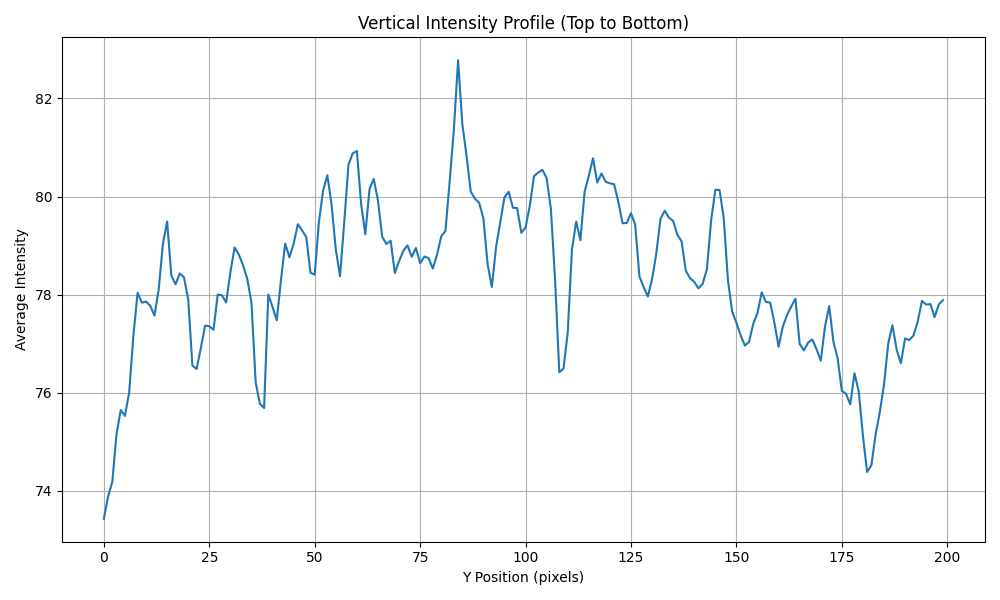 Vertical Intensity Profile (Top to Bottom)
82
80
78
76
74
Average Intensity
0 25 50 75 100 125 150 175 200
Y Position (pixels)